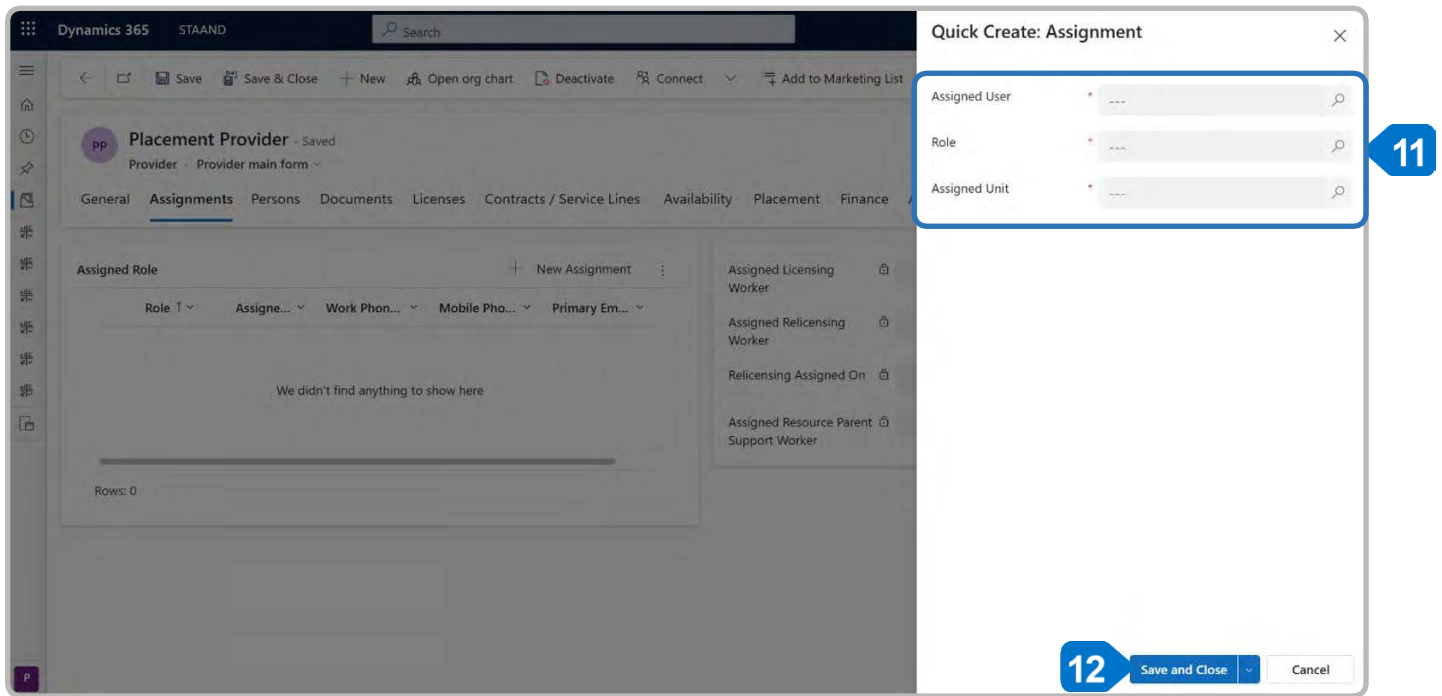 Dynamics 365 STAAND Search
Save Save & Close New Open org chart Deactivate Connect Add to Marketing List
PP
Placement Provider - Saved
Provider · Provider main form
General Assignments Persons Documents Licenses Contracts / Service Lines Availability Placement Finance
Assigned Role New Assignment
Role Assigne... Work Phon... Mobile Pho... Primary Em...
We didn't find anything to show here
Rows: 0
Assigned Licensing
Worker
Assigned Relicensing
Worker
Relicensing Assigned On
Assigned Resource Parent
Support Worker
P
Quick Create: Assignment
Assigned User * ---
Role * ---
Assigned Unit * ---
11
12
Save and Close Cancel